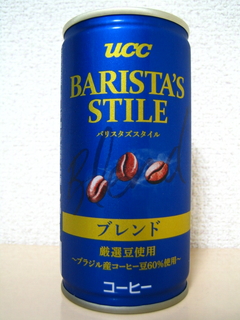 UCC
BARISTA'S
STILE
バリスタズスタイル
Blend
ブレンド
厳選豆使用
〜ブラジル産コーヒー豆60%使用〜
コーヒー